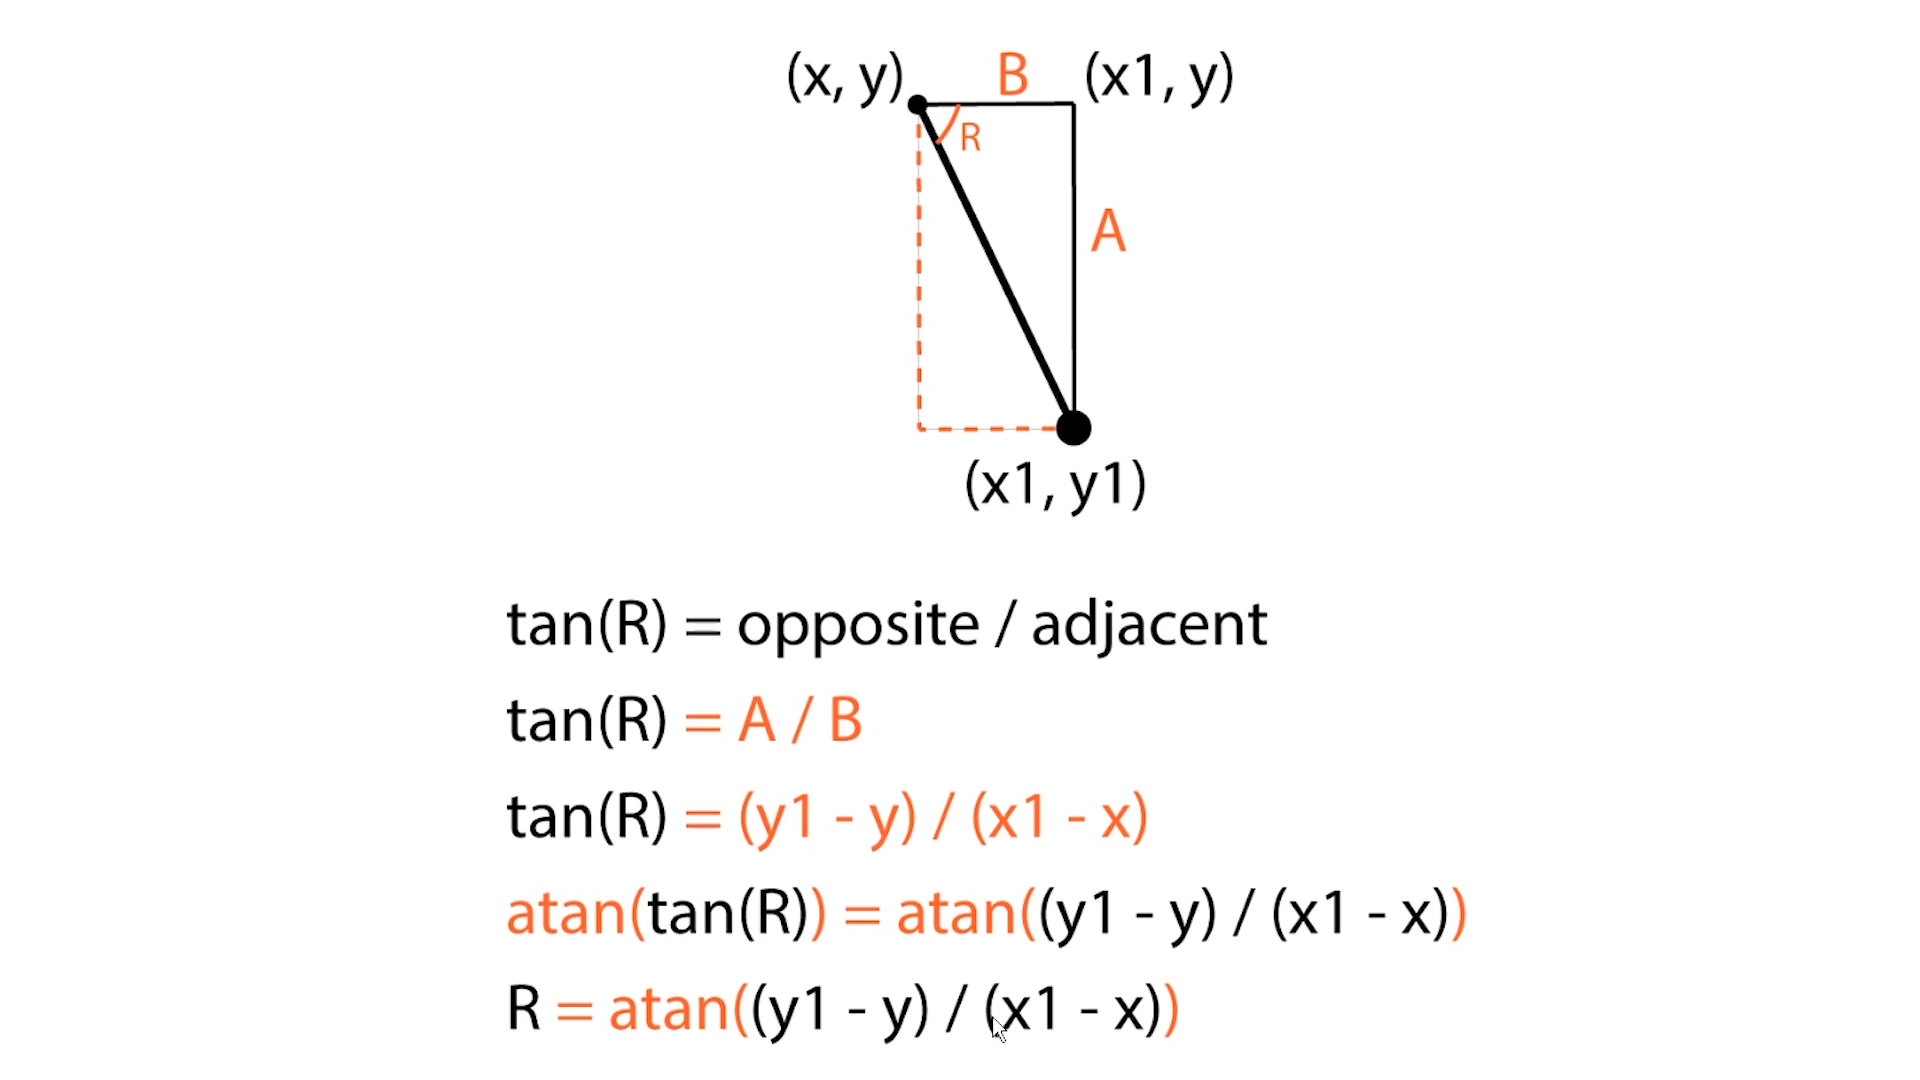 (x, y) B (x1, y)
R
A
(x1, y1)
tan(R) = opposite / adjacent
tan(R) = A / B
tan(R) = (y1 - y) / (x1 - x)
atan(tan(R)) = atan((y1 - y) / (x1 - x))
R = atan((y1 - y) / (x1 - x))